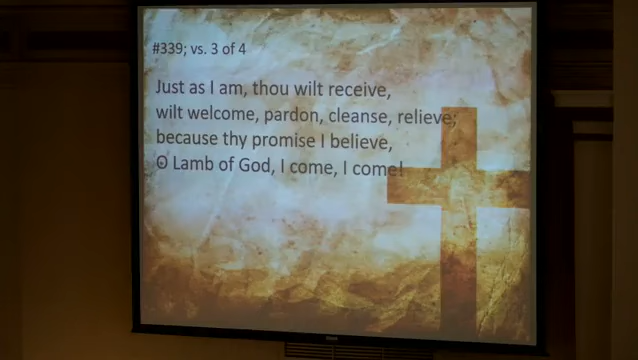 #339; vs. 3 of 4
Just as I am, thou wilt receive,
wilt welcome, pardon, cleanse, relieve;
because thy promise I believe,
O Lamb of God, I come, I come!